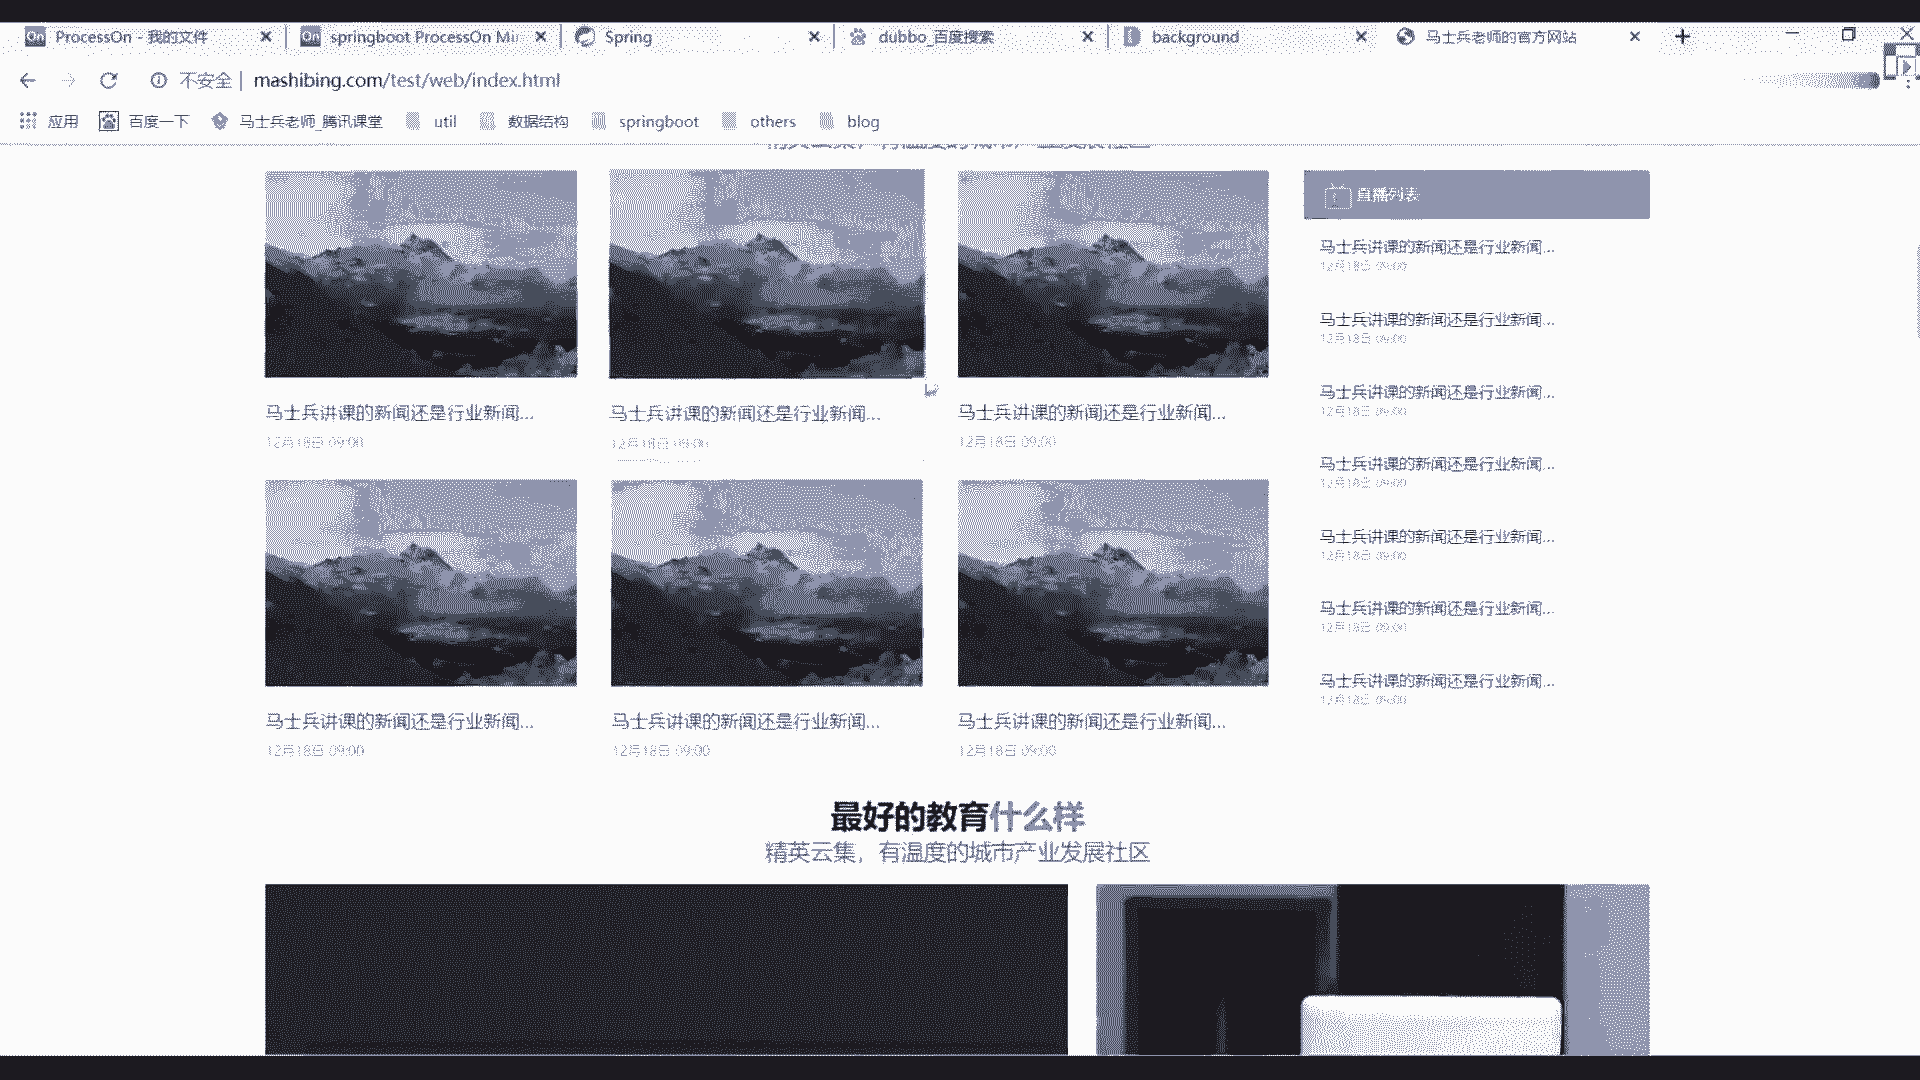 ProcessOn - 我的文件
springboot ProcessOn Mi
Spring
dubbo_百度搜索
background
马士兵老师的官方网站
不安全 | mashibing.com/test/web/index.html
应用
百度一下
马士兵老师_腾讯课堂
util
数据结构
springboot
others
blog
精英云集，有温度的城市产业发展社区
马士兵讲课的新闻还是行业新闻...
12月18日 09:00
马士兵讲课的新闻还是行业新闻...
12月18日 09:00
马士兵讲课的新闻还是行业新闻...
12月18日 09:00
马士兵讲课的新闻还是行业新闻...
12月18日 09:00
马士兵讲课的新闻还是行业新闻...
12月18日 09:00
马士兵讲课的新闻还是行业新闻...
12月18日 09:00
直播列表
马士兵讲课的新闻还是行业新闻...
12月18日 09:00
马士兵讲课的新闻还是行业新闻...
12月18日 09:00
马士兵讲课的新闻还是行业新闻...
12月18日 09:00
马士兵讲课的新闻还是行业新闻...
12月18日 09:00
马士兵讲课的新闻还是行业新闻...
12月18日 09:00
马士兵讲课的新闻还是行业新闻...
12月18日 09:00
马士兵讲课的新闻还是行业新闻...
12月18日 09:00
最好的教育什么样
精英云集，有温度的城市产业发展社区